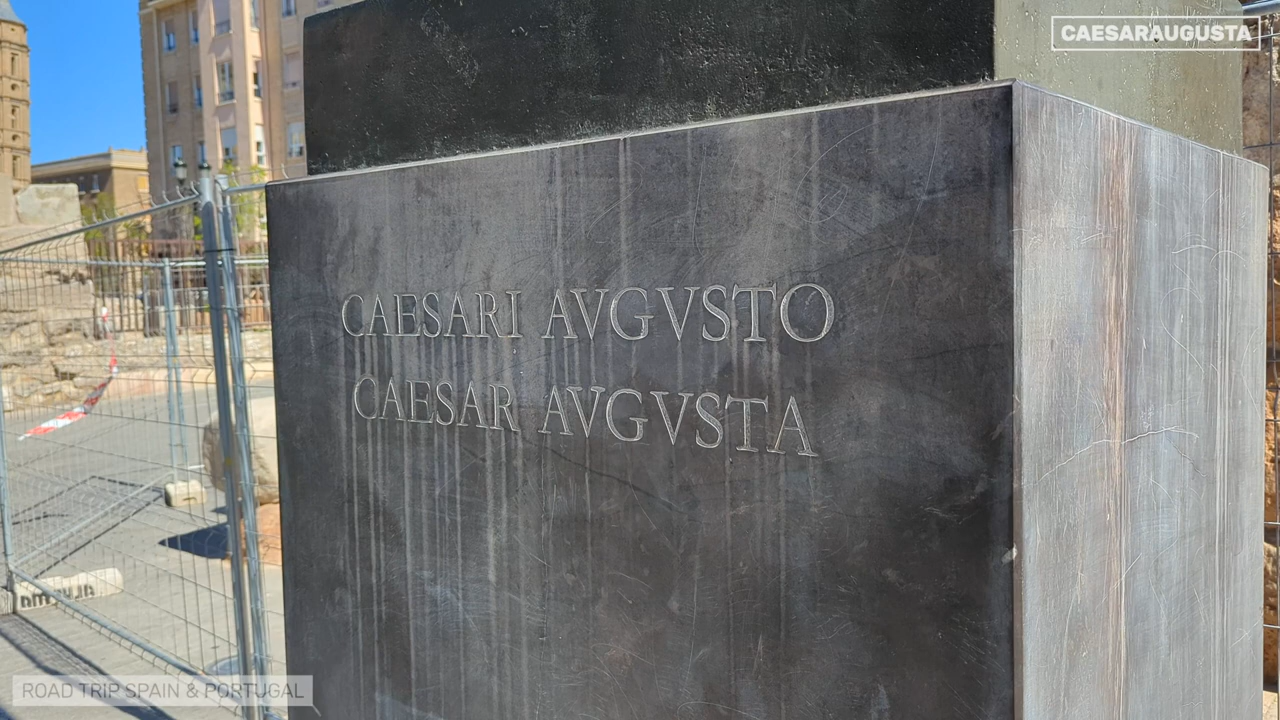 CAESARAUGUSTA
CAESARI AVGVSTO
CAESAR AVGVSTA
ROAD TRIP SPAIN & PORTUGAL